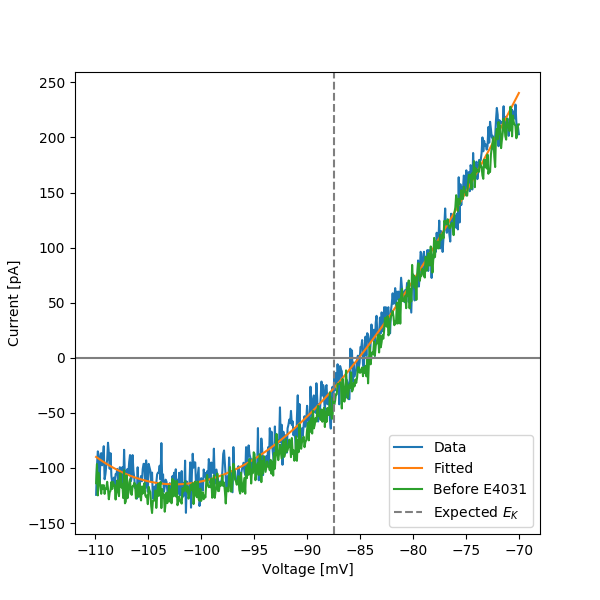 250
200
150
100
50
0
−50
−100
−150
Current [pA]
Data
Fitted
Before E4031
Expected E_K
−110 −105 −100 −95 −90 −85 −80 −75 −70
Voltage [mV]